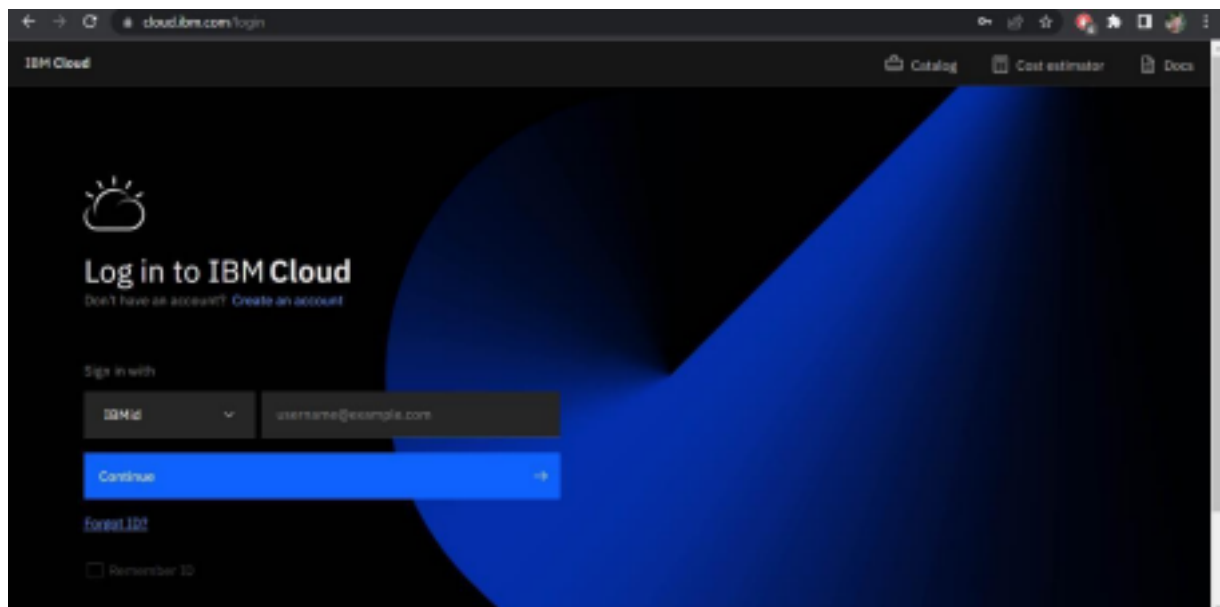 cloud.ibm.com/login
IBM Cloud
Catalog
Cost estimator
Docs
Log in to IBM Cloud
Don't have an account? Create an account
Sign in with
IBMid
username@example.com
Continue
Forgot ID?
Remember ID